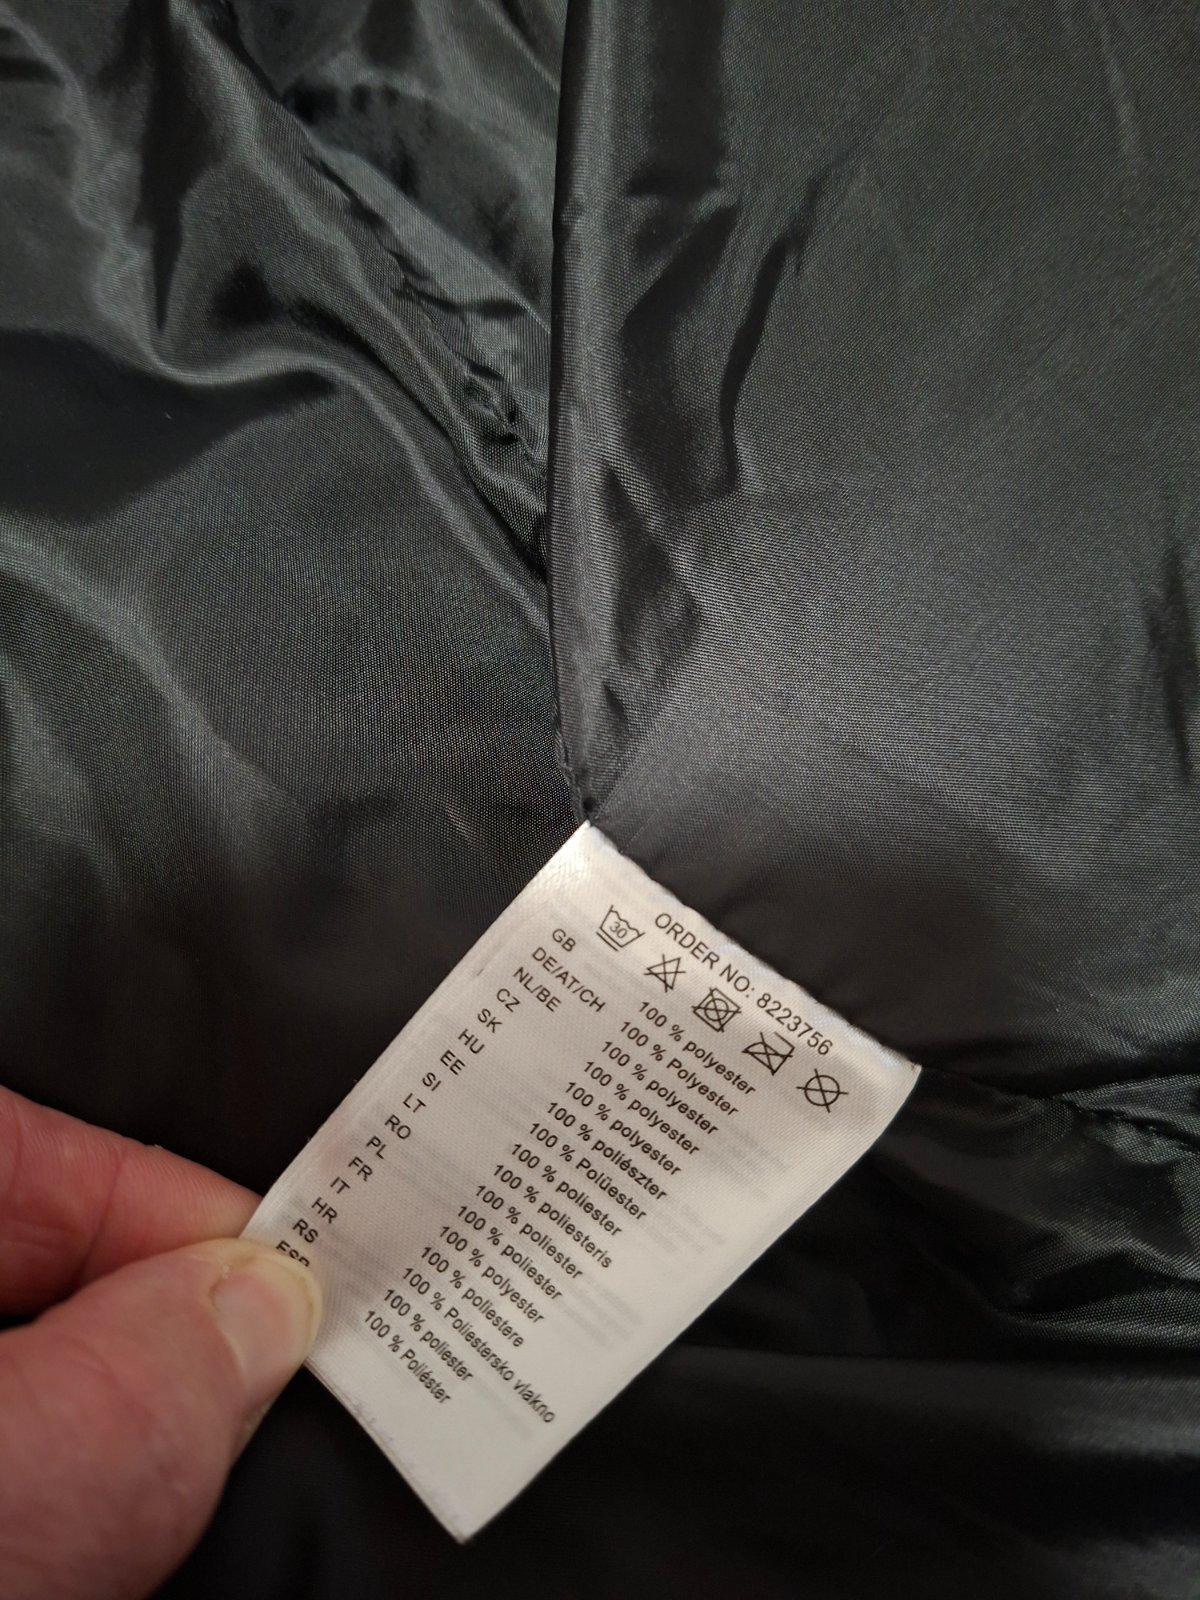 ORDER NO: 8223756
30
GB 100 % polyester
DE/AT/CH 100 % Polyester
NL/BE 100 % polyester
CZ 100 % polyester
SK 100 % polyester
HU 100 % poliészter
EE 100 % Polüester
SI 100 % poliester
LT 100 % poliesteris
RO 100 % poliester
PL 100 % poliester
FR 100 % polyester
IT 100 % poliestere
HR 100 % Poliestersko vlakno
RS 100 % poliester
ESP 100 % Poliéster